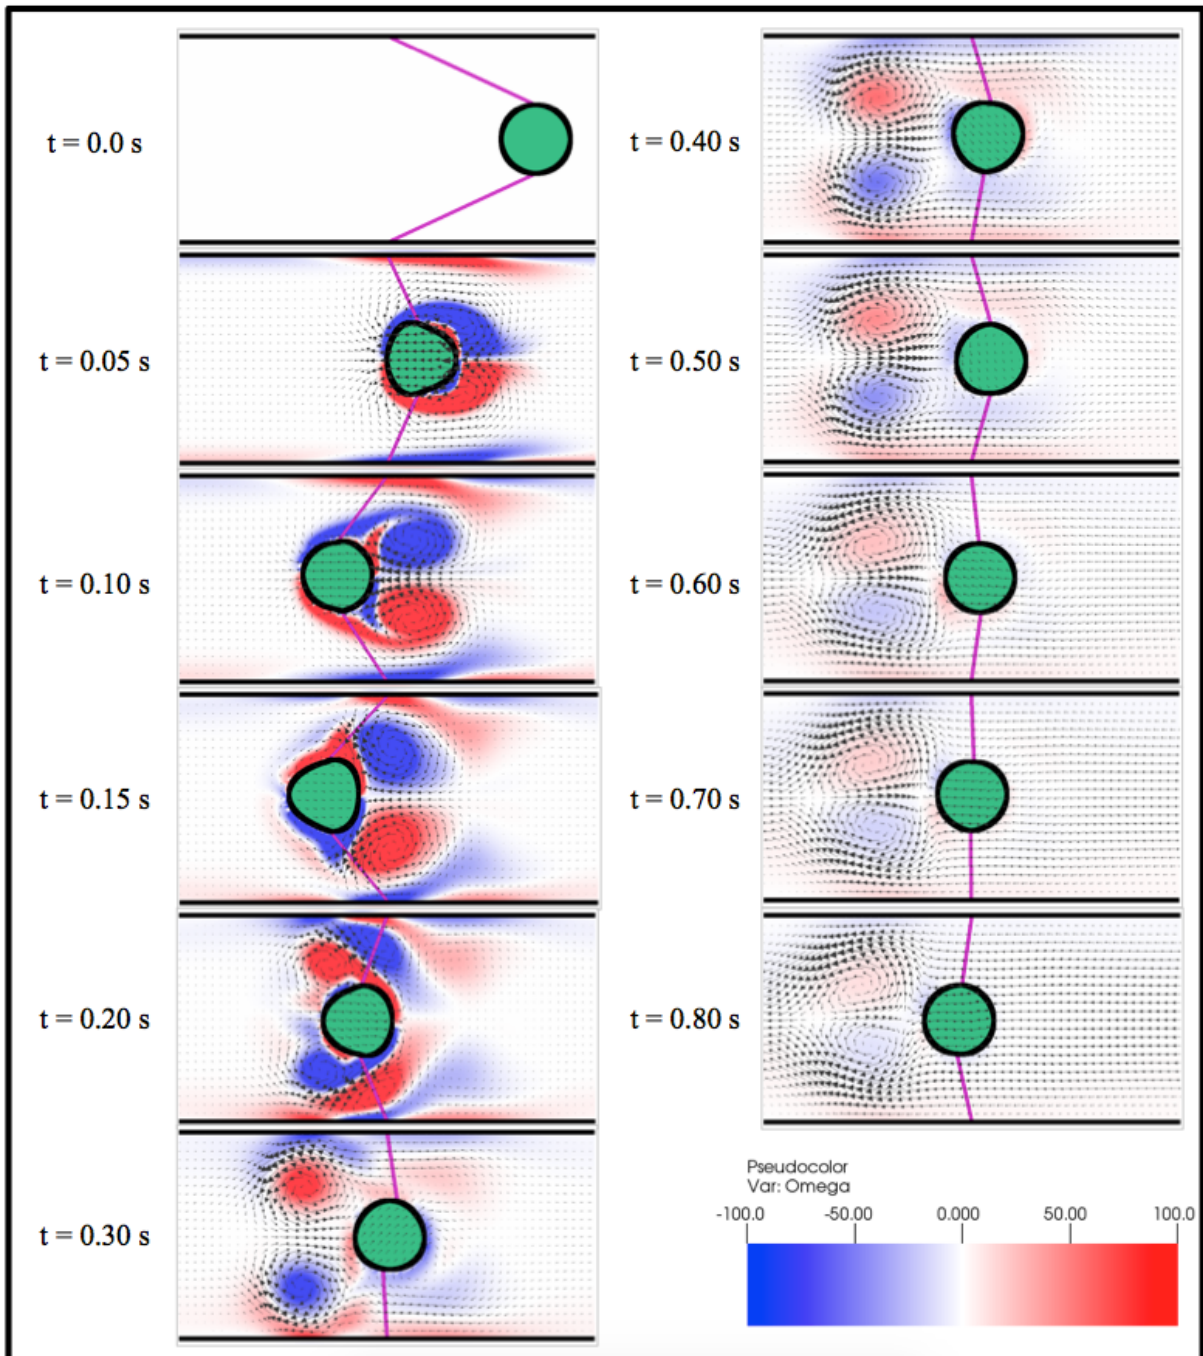 t = 0.0 s
t = 0.05 s
t = 0.10 s
t = 0.15 s
t = 0.20 s
t = 0.30 s
t = 0.40 s
t = 0.50 s
t = 0.60 s
t = 0.70 s
t = 0.80 s
Pseudocolor
Var: Omega
-100.0 -50.00 0.000 50.00 100.0